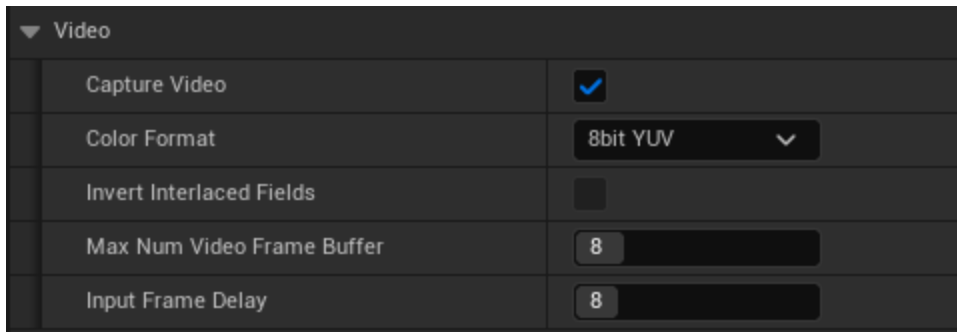 Video
Capture Video
Color Format 8bit YUV
Invert Interlaced Fields
Max Num Video Frame Buffer 8
Input Frame Delay 8